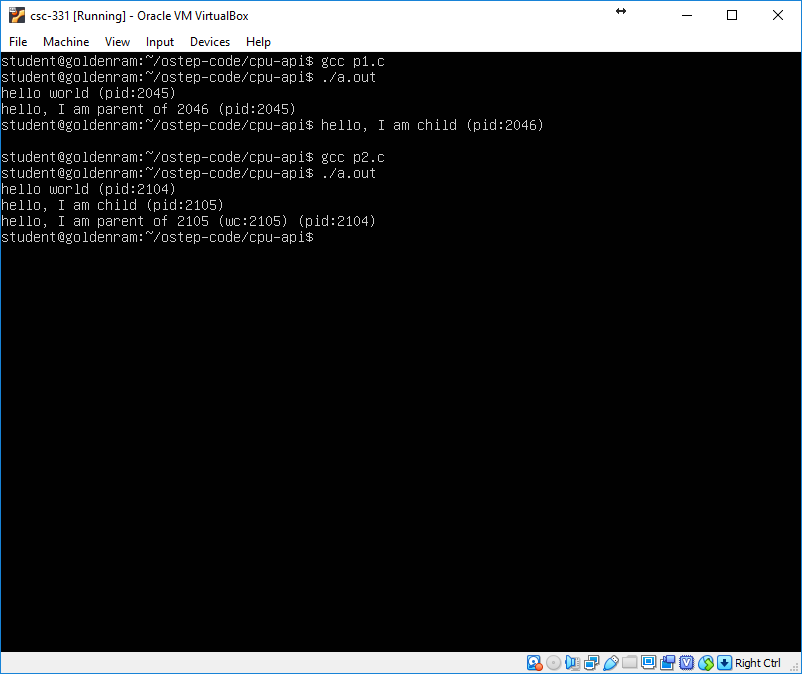 csc-331 [Running] - Oracle VM VirtualBox
File Machine View Input Devices Help
student@goldenram:~/ostep-code/cpu-api$ gcc p1.c
student@goldenram:~/ostep-code/cpu-api$ ./a.out
hello world (pid:2045)
hello, I am parent of 2046 (pid:2045)
student@goldenram:~/ostep-code/cpu-api$ hello, I am child (pid:2046)
student@goldenram:~/ostep-code/cpu-api$ gcc p2.c
student@goldenram:~/ostep-code/cpu-api$ ./a.out
hello world (pid:2104)
hello, I am child (pid:2105)
hello, I am parent of 2105 (wc:2105) (pid:2104)
student@goldenram:~/ostep-code/cpu-api$
Right Ctrl